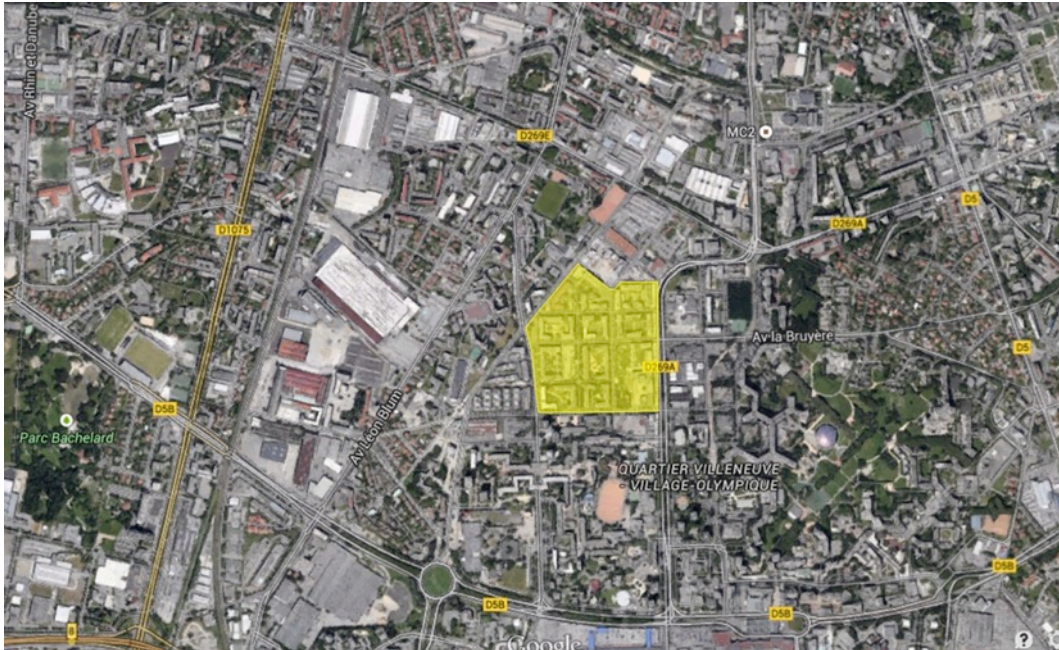 Av Rhin et Danube
D269E
MC2
D5
D1075
D269A
Av la Bruyère
D5
D269A
D5B
Av Léon Blum
Parc Bachelard
QUARTIER VILLENEUVE
- VILLAGE-OLYMPIQUE
D5B
D5B
D5B
8
Google
?